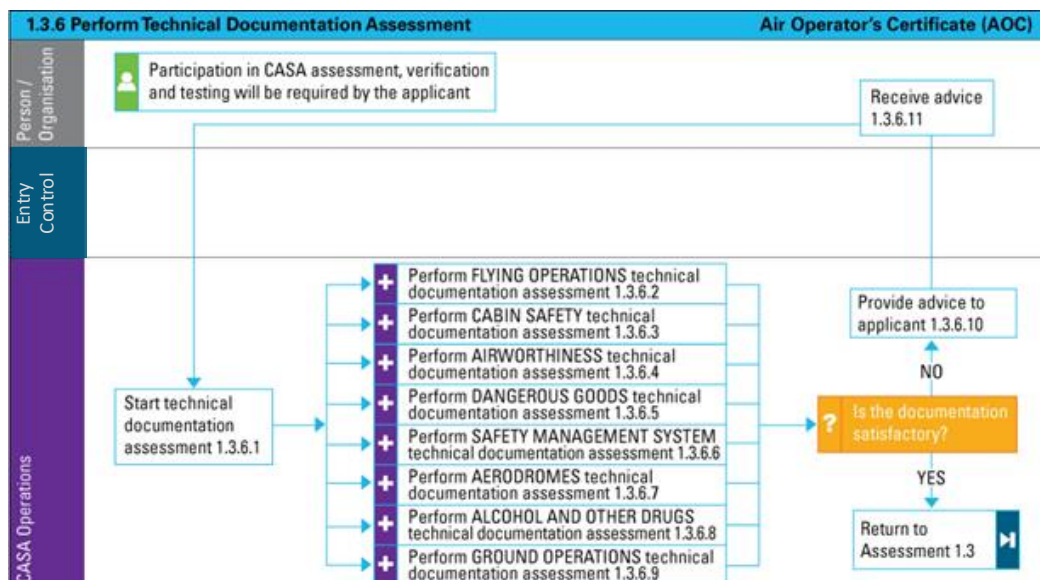 1.3.6 Perform Technical Documentation Assessment
Air Operator's Certificate (AOC)
Person /
Organisation
Participation in CASA assessment, verification
and testing will be required by the applicant
Receive advice
1.3.6.11
Entry
Control
CASA Operations
Start technical
documentation
assessment 1.3.6.1
+
Perform FLYING OPERATIONS technical
documentation assessment 1.3.6.2
+
Perform CABIN SAFETY technical
documentation assessment 1.3.6.3
+
Perform AIRWORTHINESS technical
documentation assessment 1.3.6.4
+
Perform DANGEROUS GOODS technical
documentation assessment 1.3.6.5
+
Perform SAFETY MANAGEMENT SYSTEM
technical documentation assessment 1.3.6.6
+
Perform AERODROMES technical
documentation assessment 1.3.6.7
+
Perform ALCOHOL AND OTHER DRUGS
technical documentation assessment 1.3.6.8
+
Perform GROUND OPERATIONS technical
documentation assessment 1.3.6.9
Provide advice to
applicant 1.3.6.10
NO
?
Is the documentation
satisfactory?
YES
Return to
Assessment 1.3